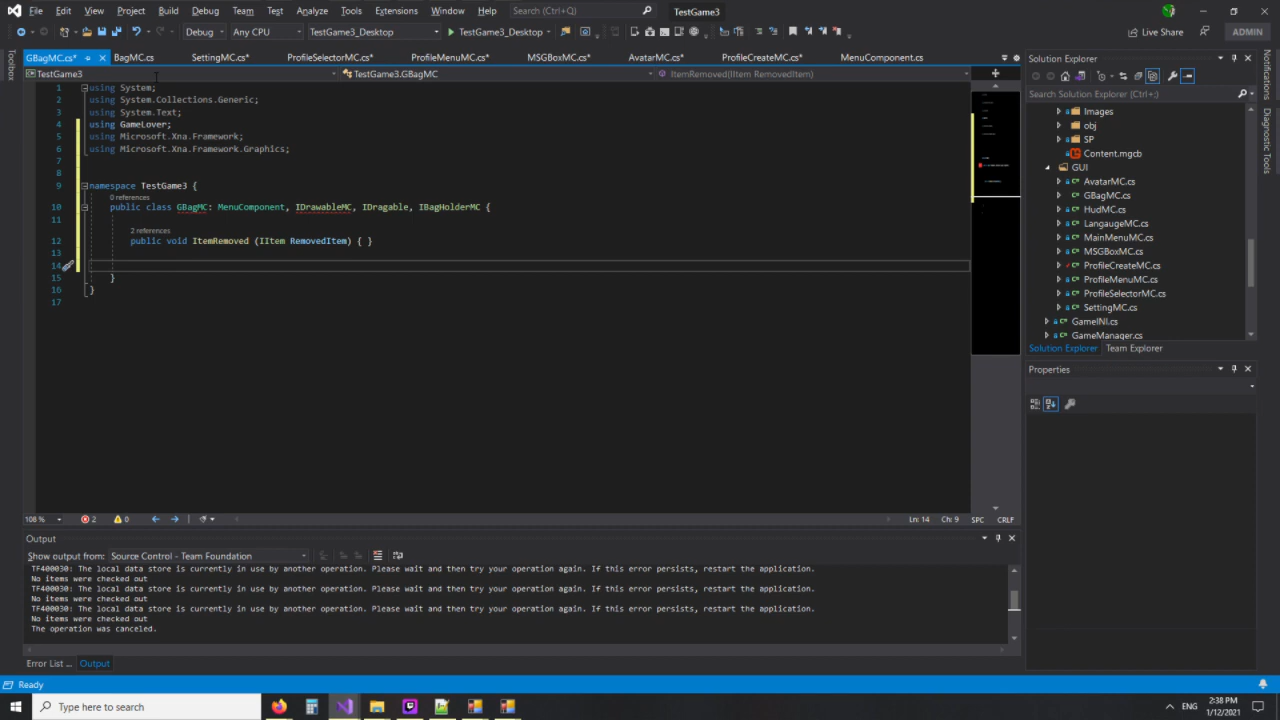 File Edit View Project Build Debug Team Test Analyze Tools Extensions Window Help Search (Ctrl+Q) TestGame3
Debug Any CPU TestGame3_Desktop TestGame3_Desktop Live Share ADMIN
GBagMC.cs* BagMC.cs SettingMC.cs* ProfileSelectorMC.cs* ProfileMenuMC.cs* MSGBoxMC.cs* AvatarMC.cs* ProfileCreateMC.cs* MenuComponent.cs
TestGame3 TestGame3.GBagMC ItemRemoved(IItem RemovedItem)
1 using System;
2 using System.Collections.Generic;
3 using System.Text;
4 using GameLover;
5 using Microsoft.Xna.Framework;
6 using Microsoft.Xna.Framework.Graphics;
7
8
9 namespace TestGame3 {
0 references
10 public class GBagMC: MenuComponent, IDrawableMC, IDragable, IBagHolderMC {
11
2 references
12 public void ItemRemoved (IItem RemovedItem) { }
13
14
15 }
16 }
17
108 % 2 0 Ln: 14 Ch: 9 SPC CRLF
Output
Show output from: Source Control - Team Foundation
TF400030: The local data store is currently in use by another operation. Please wait and then try your operation again. If this error persists, restart the application.
No items were checked out
TF400030: The local data store is currently in use by another operation. Please wait and then try your operation again. If this error persists, restart the application.
No items were checked out
TF400030: The local data store is currently in use by another operation. Please wait and then try your operation again. If this error persists, restart the application.
No items were checked out
The operation was canceled.
Error List ... Output
Toolbox
Solution Explorer
Search Solution Explorer (Ctrl+;)
Images
obj
SP
Content.mgcb
GUI
AvatarMC.cs
GBagMC.cs
HudMC.cs
LangaugeMC.cs
MainMenuMC.cs
MSGBoxMC.cs
ProfileCreateMC.cs
ProfileMenuMC.cs
ProfileSelectorMC.cs
SettingMC.cs
GameINI.cs
GameManager.cs
Solution Explorer Team Explorer
Properties
Notifications
Diagnostic Tools
Ready
Type here to search
ENG
2:38 PM
1/12/2021